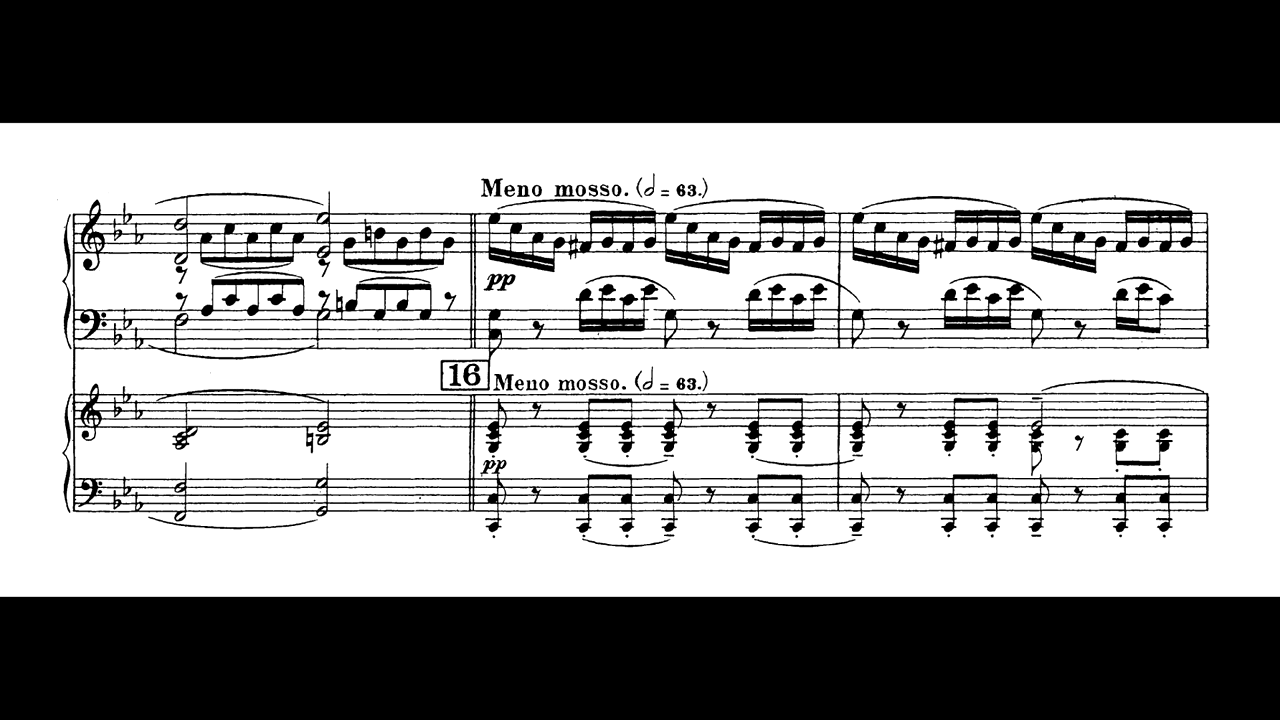 Meno mosso. (𝅗𝅥 = 63.)
pp
16 Meno mosso. (𝅗𝅥 = 63.)
pp